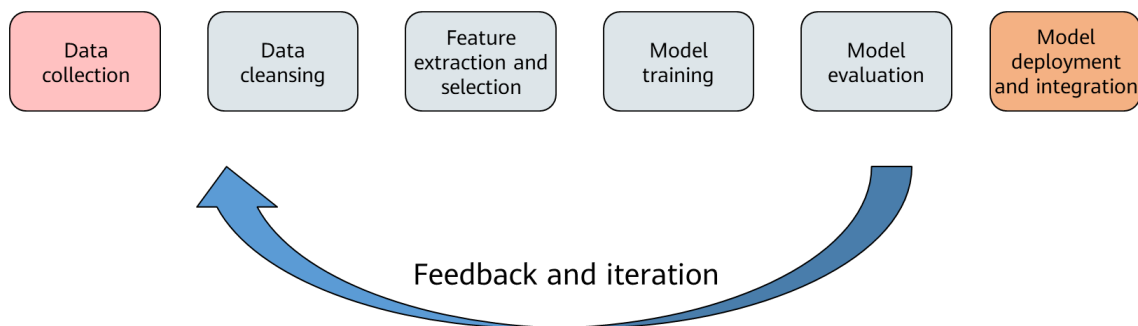 Data
collection
Data
cleansing
Feature
extraction and
selection
Model
training
Model
evaluation
Model
deployment
and integration
Feedback and iteration